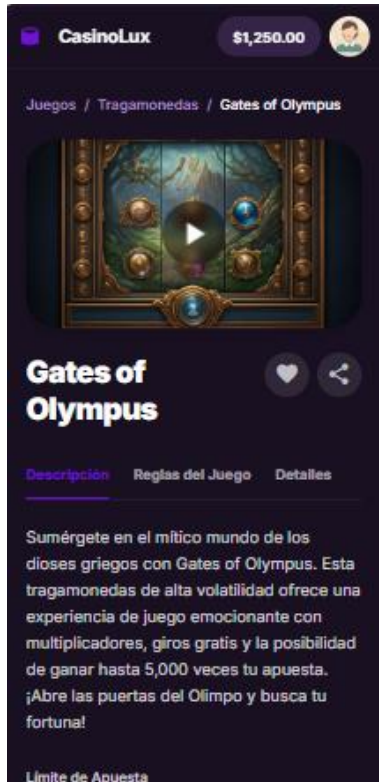 CasinoLux
$1,250.00
Juegos / Tragamonedas / Gates of Olympus
Gates of
Olympus
Descripción Reglas del Juego Detalles
Sumérgete en el mítico mundo de los
dioses griegos con Gates of Olympus. Esta
tragamonedas de alta volatilidad ofrece una
experiencia de juego emocionante con
multiplicadores, giros gratis y la posibilidad
de ganar hasta 5,000 veces tu apuesta.
¡Abre las puertas del Olimpo y busca tu
fortuna!
Límite de Apuesta